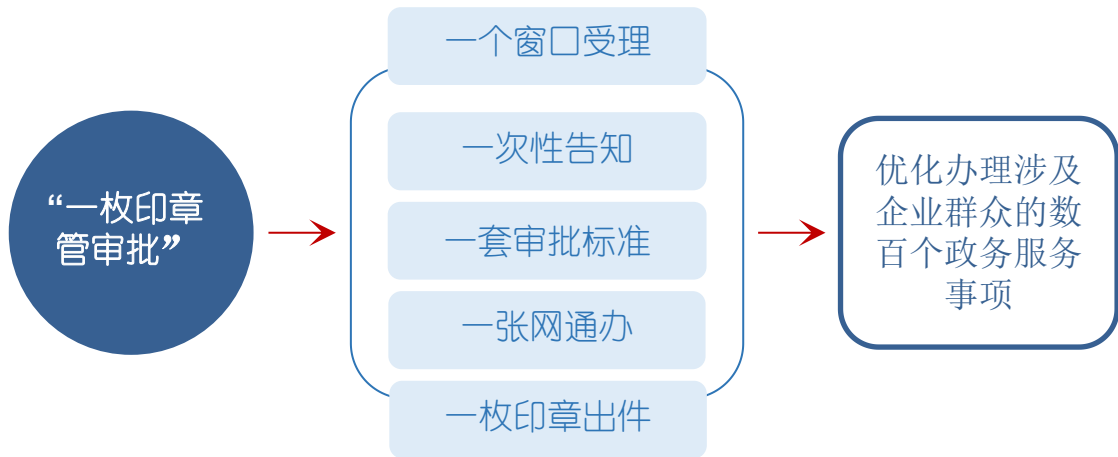 一个窗口受理
一次性告知
“一枚印章
管审批”
一套审批标准
一张网通办
一枚印章出件
优化办理涉及
企业群众的数
百个政务服务
事项